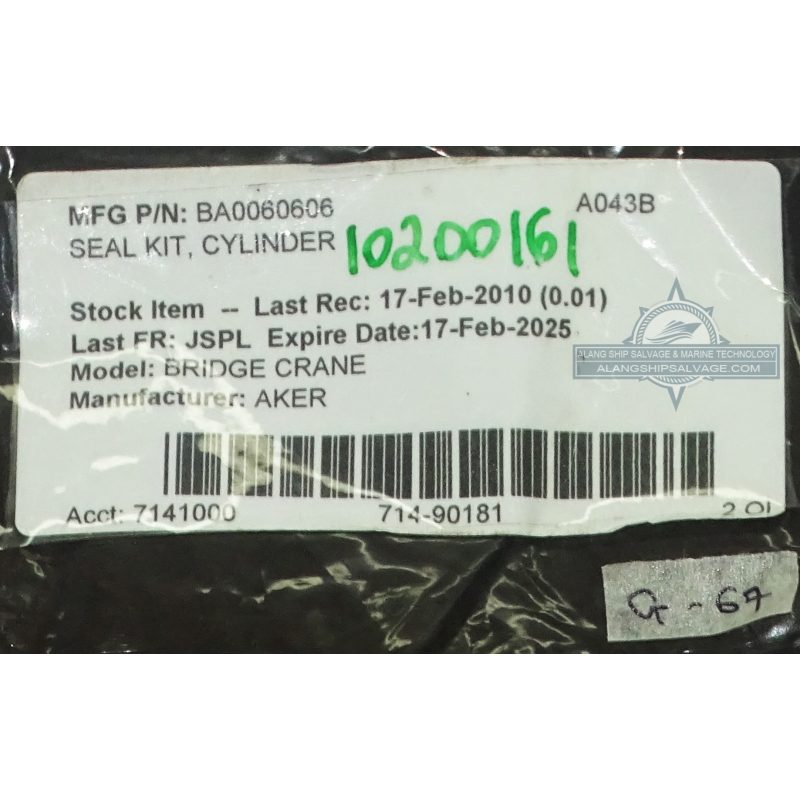 MFG P/N: BA0060606 A043B
SEAL KIT, CYLINDER 10200161
Stock Item -- Last Rec: 17-Feb-2010 (0.01)
Last FR: JSPL Expire Date:17-Feb-2025
Model: BRIDGE CRANE
Manufacturer: AKER
ALANG SHIP SALVAGE & MARINE TECHNOLOGY
ALANGSHIPSALVAGE.COM
Acct: 7141000 714-90181